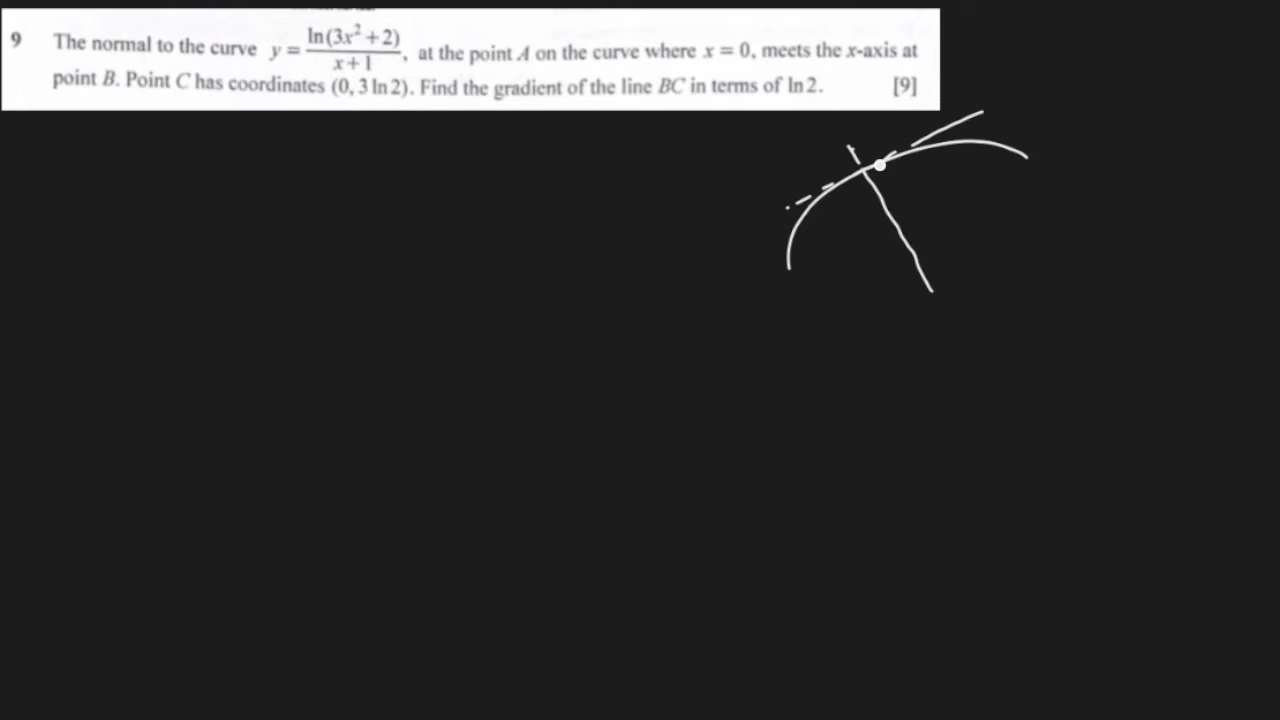 9 The normal to the curve y = ln(3x² + 2) / x + 1, at the point A on the curve where x = 0, meets the x-axis at
point B. Point C has coordinates (0, 3 ln 2). Find the gradient of the line BC in terms of ln 2. [9]